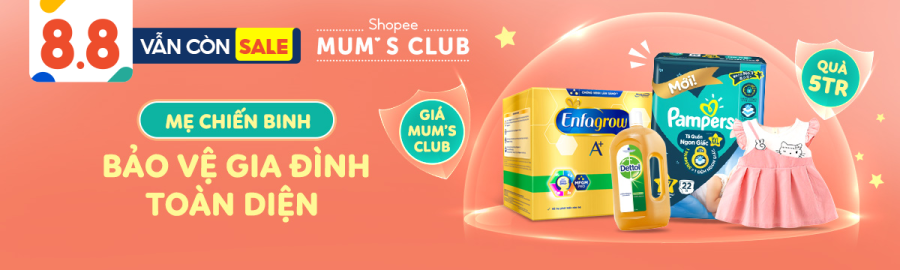 8.8
VẪN CÒN SALE
Shopee
MUM'S CLUB
MẸ CHIẾN BINH
BẢO VỆ GIA ĐÌNH
TOÀN DIỆN
GIÁ
MUM'S
CLUB
Enfagrow
A+
Dettol
Mới!
Pampers
Tã Quần
Ngon Giấc
22
QUÀ
5TR